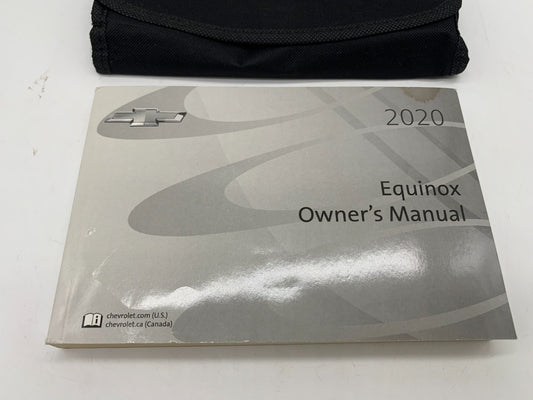 2020
Equinox
Owner's Manual
chevrolet.com (U.S.)
chevrolet.ca (Canada)